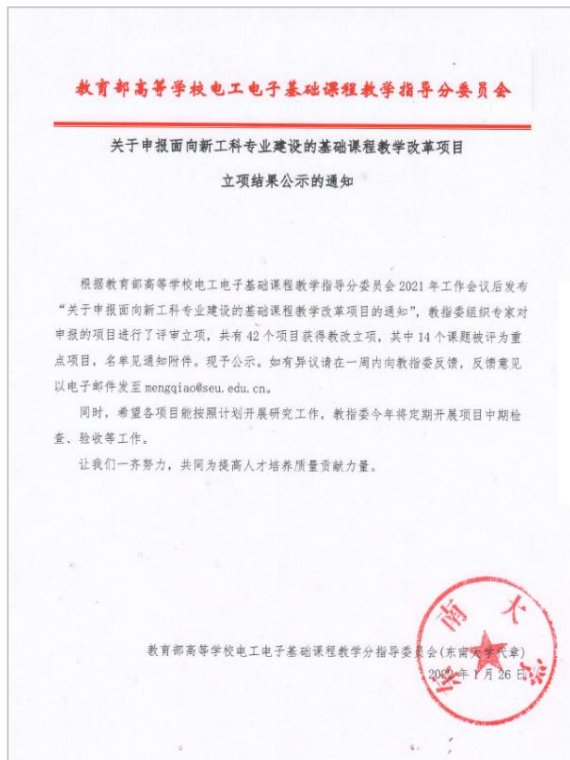 教育部高等学校电工电子基础课程教学指导分委员会
关于申报面向新工科专业建设的基础课程教学改革项目
立项结果公示的通知
根据教育部高等学校电工电子基础课程教学指导分委员会 2021 年工作会议后发布
“关于申报面向新工科专业建设的基础课程教学改革项目的通知”，教指委组织专家对
申报的项目进行了评审立项，共有 42 个项目获得教改立项，其中 14 个课题被评为重
点项目，名单见通知附件。现予公示。如有异议请在一周内向教指委反馈，反馈意见
以电子邮件发至 mengqiao@seu.edu.cn。
同时，希望各项目能按照计划开展研究工作，教指委今年将定期开展项目中期检
查、验收等工作。
让我们一齐努力，共同为提高人才培养质量贡献力量。
教育部高等学校电工电子基础课程教学分指导委员会(东南大学代章)
2022 年 1 月 26 日
东南大学